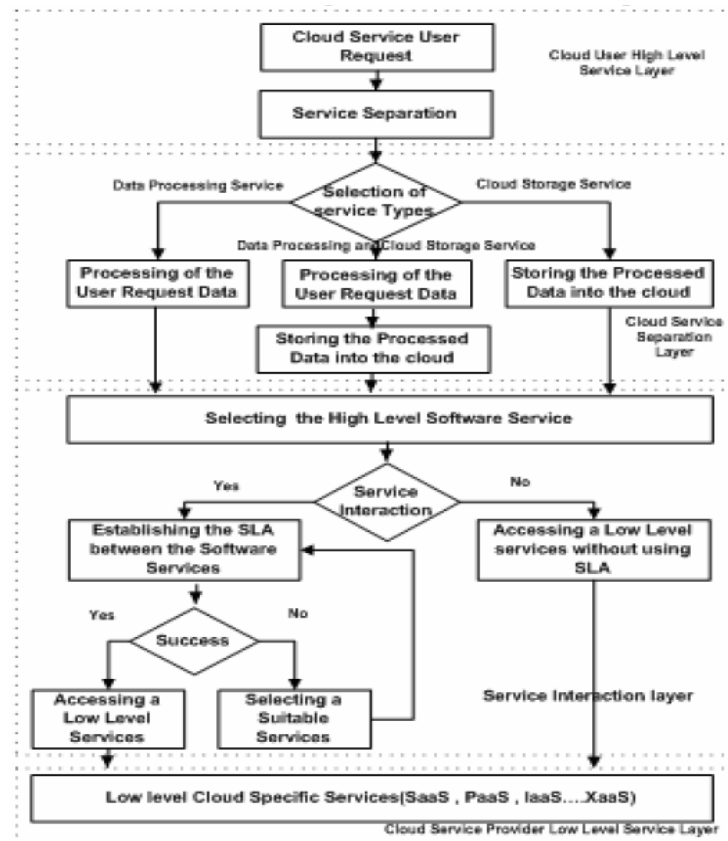 Cloud Service User
Request
Cloud User High Level
Service Layer
Service Separation
Data Processing Service
Selection of
service Types
Cloud Storage Service
Data Processing and Cloud Storage Service
Processing of the
User Request Data
Processing of the
User Request Data
Storing the Processed
Data into the cloud
Storing the Processed
Data into the cloud
Cloud Service
Separation
Layer
Selecting the High Level Software Service
Yes
Service
Interaction
No
Establishing the SLA
between the Software
Services
Accessing a Low Level
services without using
SLA
Yes
No
Success
Accessing a
Low Level
Services
Selecting a
Suitable
Services
Service Interaction layer
Low level Cloud Specific Services(SaaS , PaaS , IaaS....XaaS)
Cloud Service Provider Low Level Service Layer